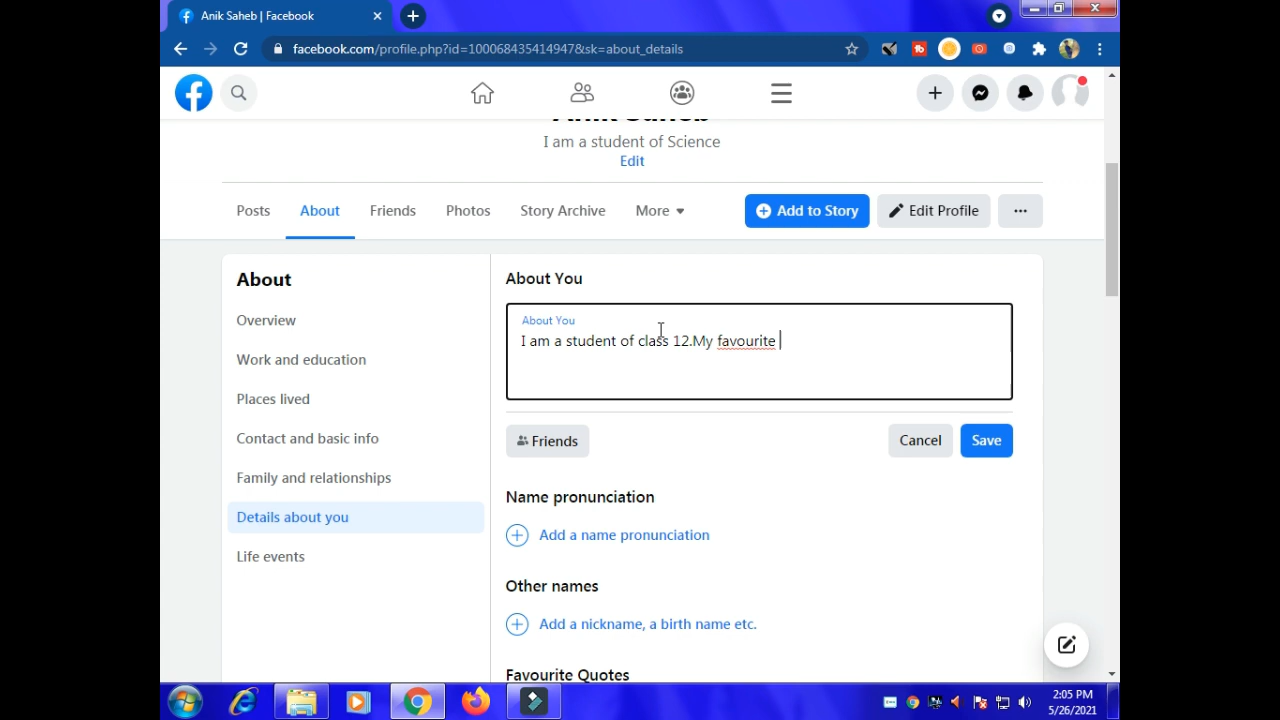 Anik Saheb | Facebook
facebook.com/profile.php?id=100068435414947&sk=about_details
Anik Saheb
I am a student of Science
Edit
Posts
About
Friends
Photos
Story Archive
More
Add to Story
Edit Profile
About
Overview
Work and education
Places lived
Contact and basic info
Family and relationships
Details about you
Life events
About You
About You
I am a student of class 12.My favourite
Friends
Cancel
Save
Name pronunciation
Add a name pronunciation
Other names
Add a nickname, a birth name etc.
Favourite Quotes
2:05 PM
5/26/2021